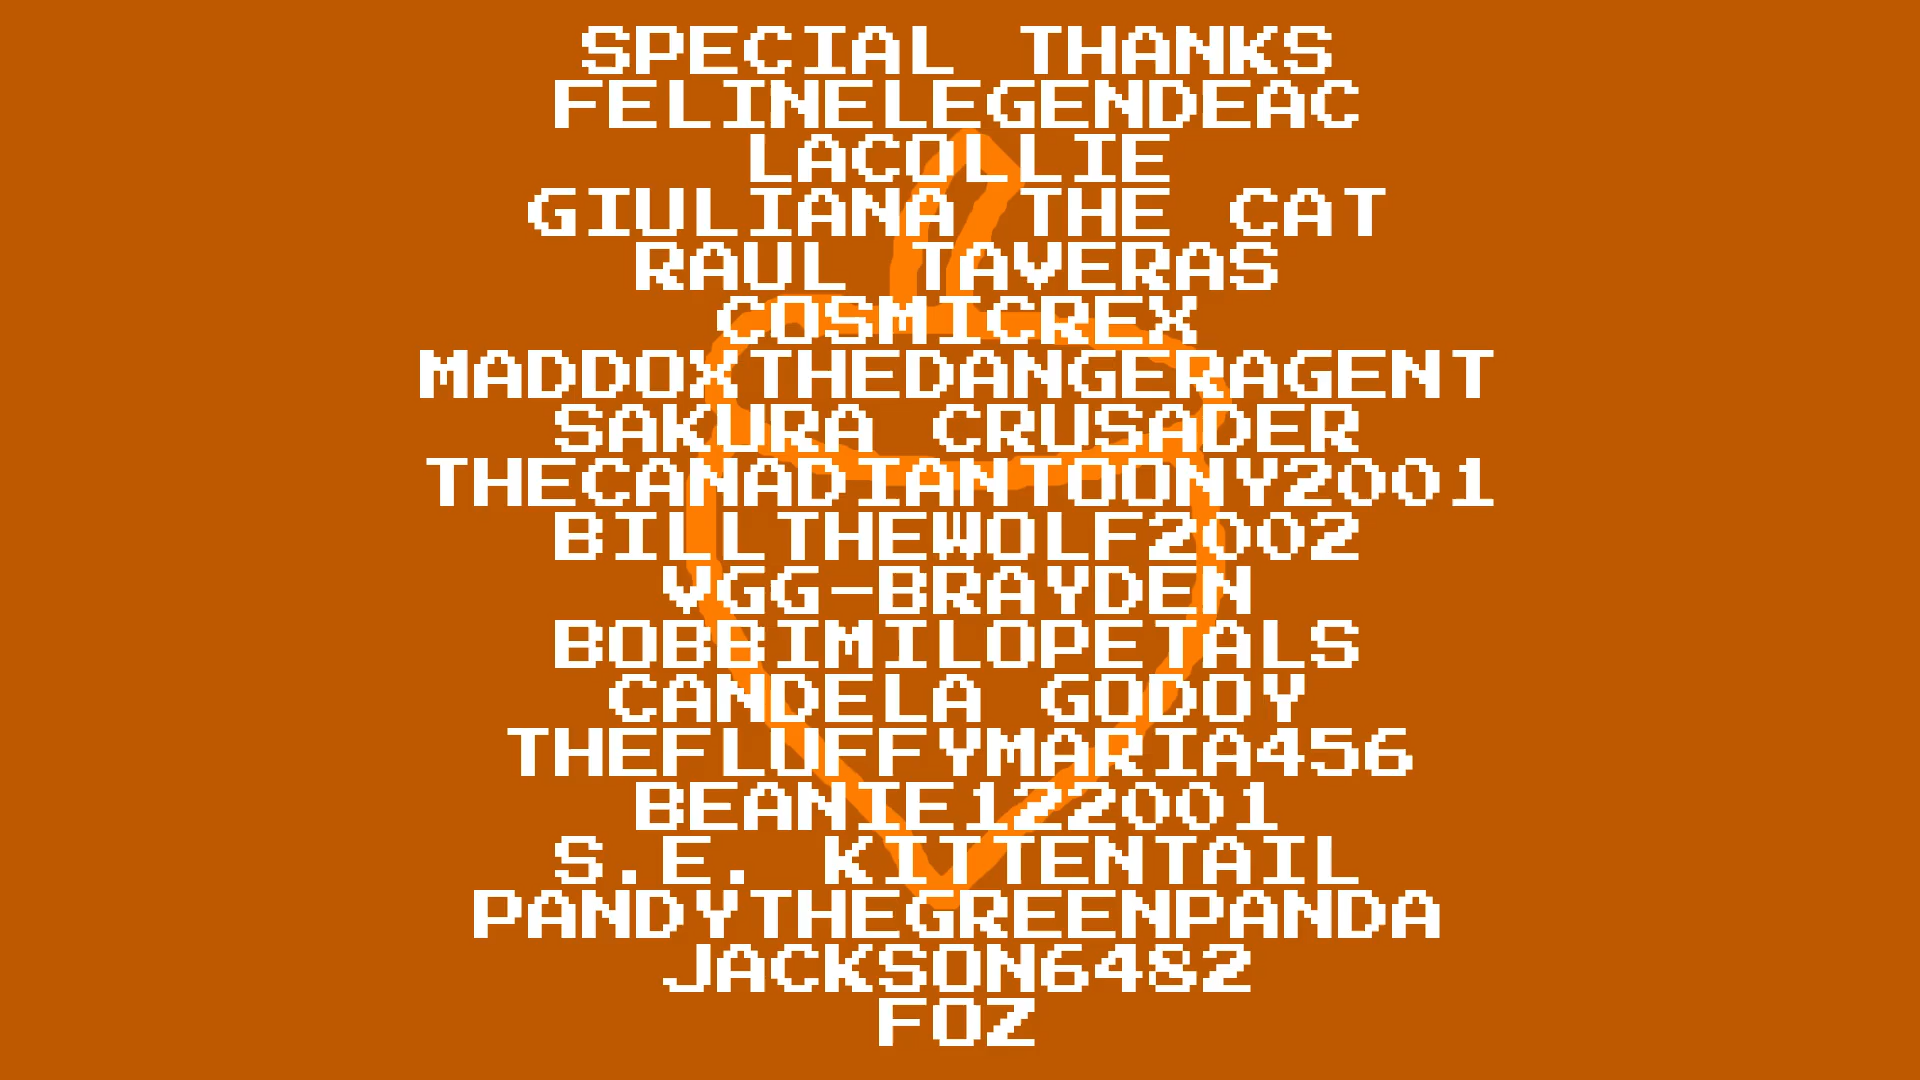 SPECIAL THANKS
FELINELEGENDEAC
LACOLLIE
GIULIANA THE CAT
RAUL TAVERAS
COSMICREX
MADDOXTHEDANGERAGENT
SAKURA CRUSADER
THECANADIANTOONY2001
BILLTHEWOLF2002
VGG-BRAYDEN
BOBBIMILOPETALS
CANDELA GODOY
THEFLUFFYMARIA456
BEANIE122001
S.E. KITTENTAIL
PANDYTHEGREENPANDA
JACKSON6482
FOZ